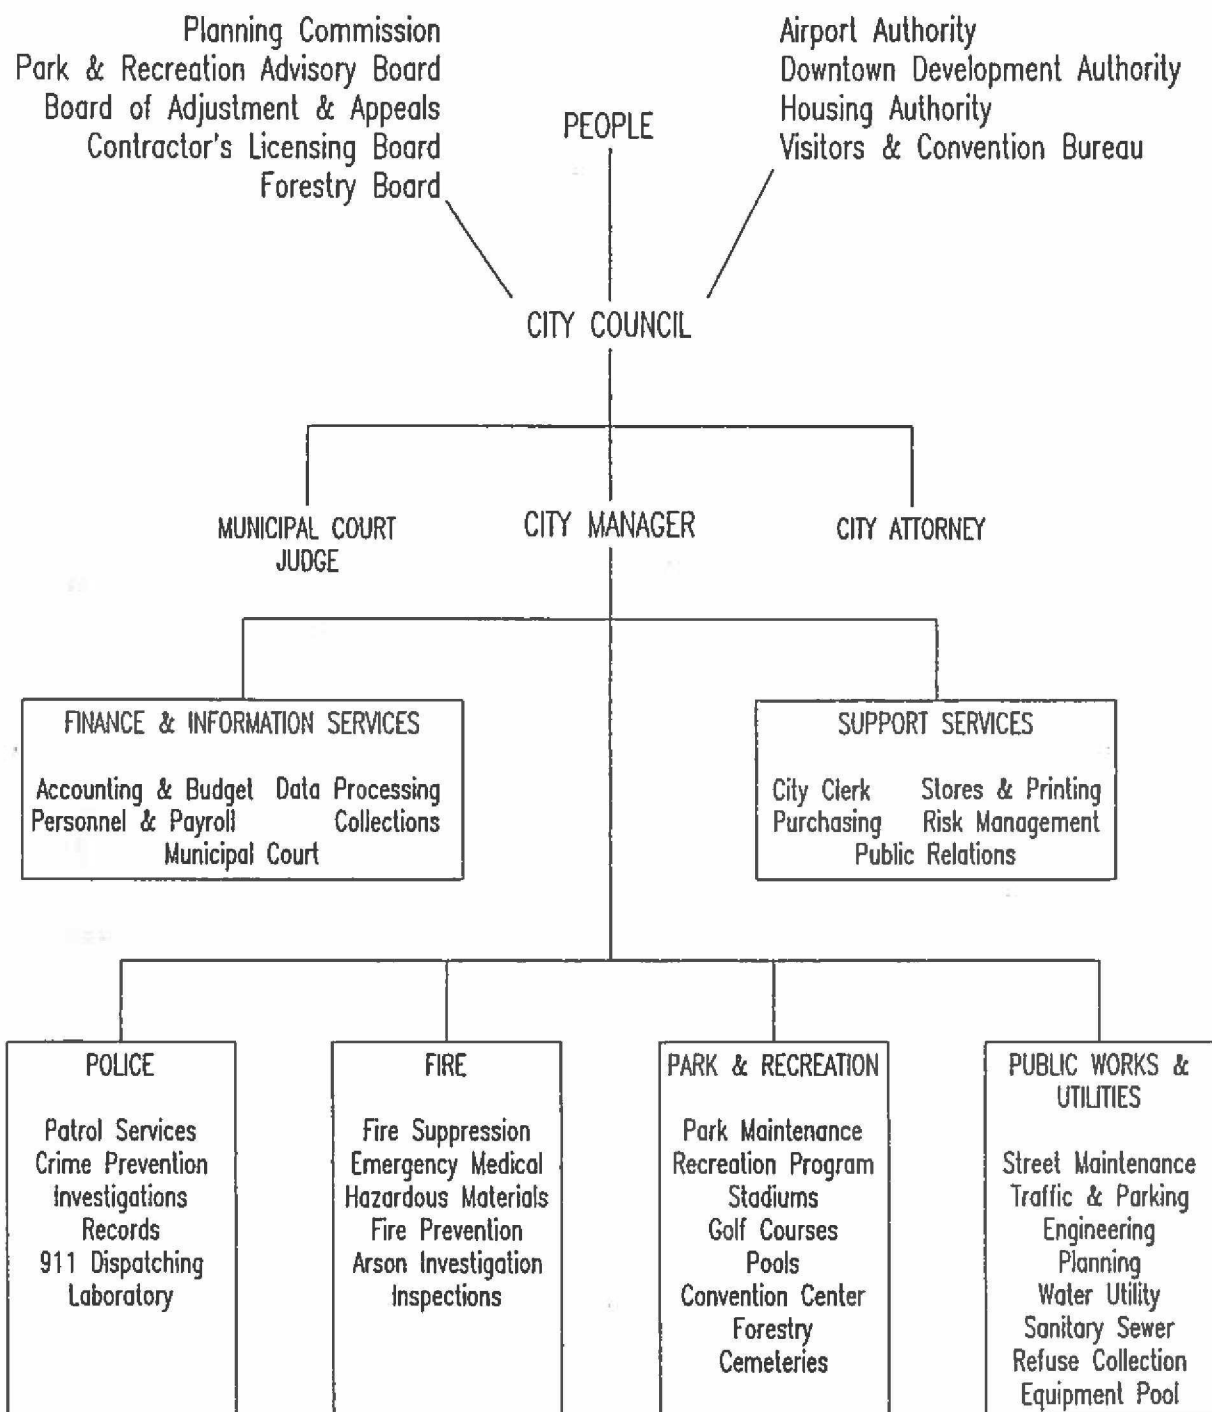 Planning Commission
Park & Recreation Advisory Board
Board of Adjustment & Appeals
Contractor's Licensing Board
Forestry Board
PEOPLE
Airport Authority
Downtown Development Authority
Housing Authority
Visitors & Convention Bureau
CITY COUNCIL
MUNICIPAL COURT
JUDGE
CITY MANAGER
CITY ATTORNEY
FINANCE & INFORMATION SERVICES
Accounting & Budget Data Processing
Personnel & Payroll Collections
Municipal Court
SUPPORT SERVICES
City Clerk Stores & Printing
Purchasing Risk Management
Public Relations
POLICE
Patrol Services
Crime Prevention
Investigations
Records
911 Dispatching
Laboratory
FIRE
Fire Suppression
Emergency Medical
Hazardous Materials
Fire Prevention
Arson Investigation
Inspections
PARK & RECREATION
Park Maintenance
Recreation Program
Stadiums
Golf Courses
Pools
Convention Center
Forestry
Cemeteries
PUBLIC WORKS &
UTILITIES
Street Maintenance
Traffic & Parking
Engineering
Planning
Water Utility
Sanitary Sewer
Refuse Collection
Equipment Pool